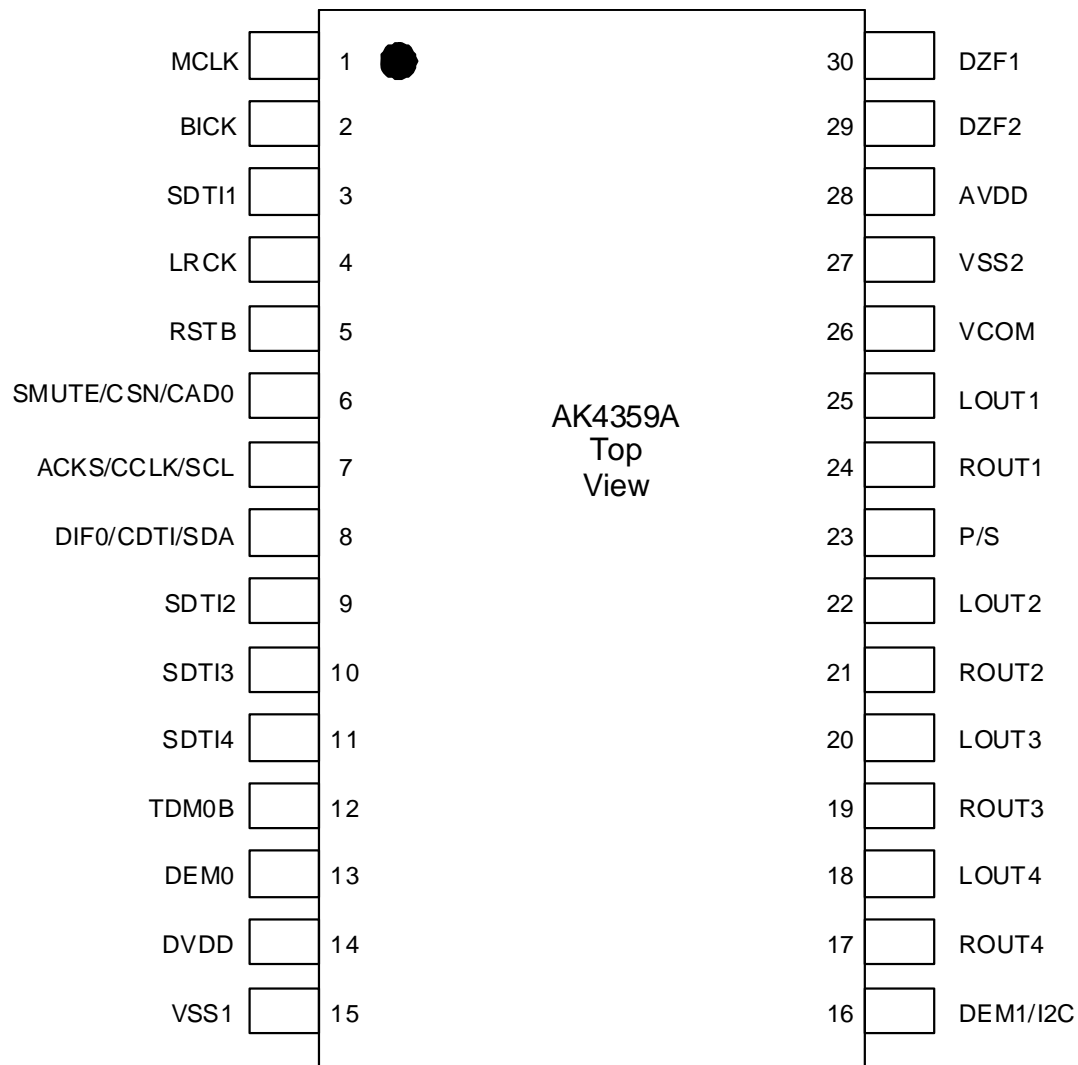 MCLK 1 30 DZF1
BICK 2 29 DZF2
SDTI1 3 28 AVDD
LRCK 4 27 VSS2
RSTB 5 26 VCOM
SMUTE/CSN/CAD0 6 25 LOUT1
AK4359A
Top
View
ACKS/CCLK/SCL 7 24 ROUT1
DIF0/CDTI/SDA 8 23 P/S
SDTI2 9 22 LOUT2
SDTI3 10 21 ROUT2
SDTI4 11 20 LOUT3
TDM0B 12 19 ROUT3
DEM0 13 18 LOUT4
DVDD 14 17 ROUT4
VSS1 15 16 DEM1/I2C